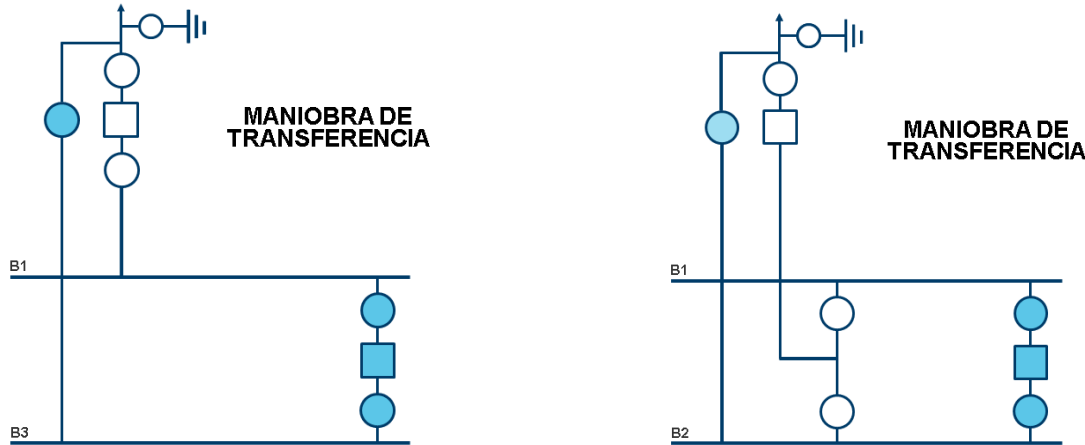 MANIOBRA DE
TRANSFERENCIA
B1
B3
MANIOBRA DE
TRANSFERENCIA
B1
B2